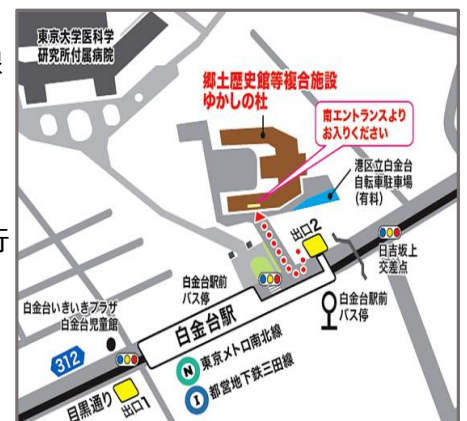 東京大学医科学
研究所付属病院
郷土歴史館等複合施設
ゆかしの杜
南エントランスより
お入りください
港区立白金台
自転車駐車場
(有料)
出口2
日吉坂上
交差点
白金台駅前
バス停
白金台駅前
バス停
白金台いきいきプラザ
白金台児童館
白金台駅
312
N 東京メトロ南北線
I 都営地下鉄三田線
目黒通り
出口1